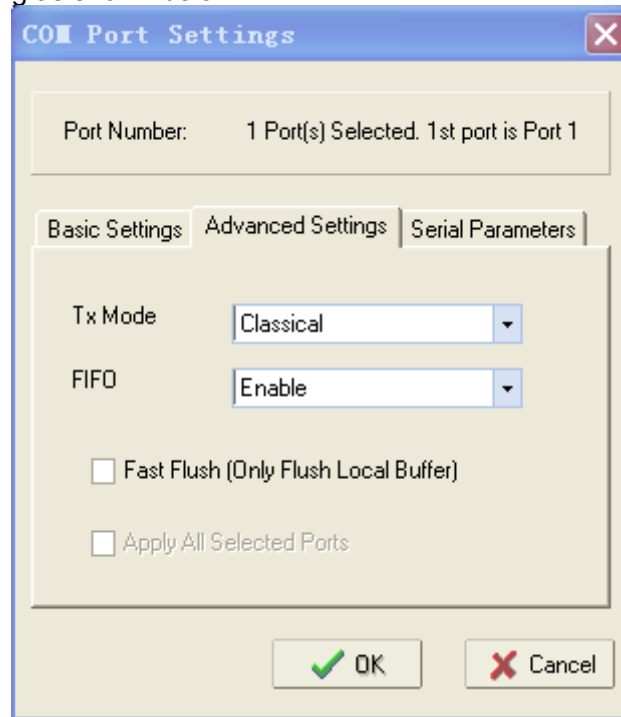 COM Port Settings
Port Number: 1 Port(s) Selected. 1st port is Port 1
Basic Settings Advanced Settings Serial Parameters
Tx Mode Classical
FIFO Enable
Fast Flush (Only Flush Local Buffer)
Apply All Selected Ports
OK Cancel